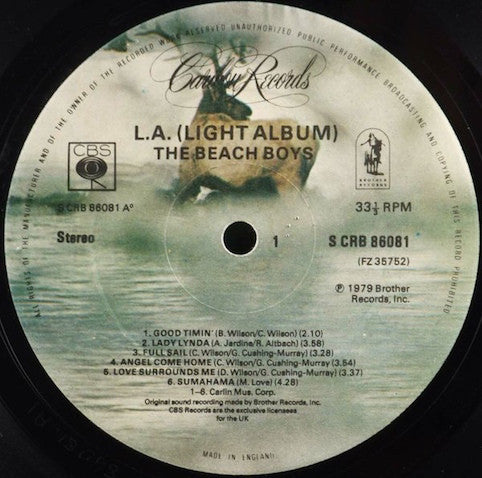 ALL RIGHTS OF THE MANUFACTURER AND OF THE OWNER OF THE RECORDED WORK RESERVED UNAUTHORIZED PUBLIC PERFORMANCE BROADCASTING AND COPYING OF THIS RECORD PROHIBITED
Caribou Records
L.A. (LIGHT ALBUM)
THE BEACH BOYS
CBS
BROTHER
RECORDS
S CRB 86081 A°
33⅓ RPM
Stereo
1
S CRB 86081
(FZ 35752)
℗ 1979 Brother
Records, Inc.
1. GOOD TIMIN' (B. Wilson/C. Wilson) (2.10)
2. LADY LYNDA (A. Jardine/R. Altbach) (3.58)
3. FULL SAIL (C. Wilson/G. Cushing-Murray) (3.28)
4. ANGEL COME HOME (C. Wilson/G. Cushing-Murray) (3.54)
5. LOVE SURROUNDS ME (D. Wilson/G. Cushing-Murray) (3.37)
6. SUMAHAMA (M. Love) (4.28)
1–6. Carlin Mus. Corp.
Original sound recording made by Brother Records, Inc.
CBS Records are the exclusive licensees
for the UK
MADE IN ENGLAND